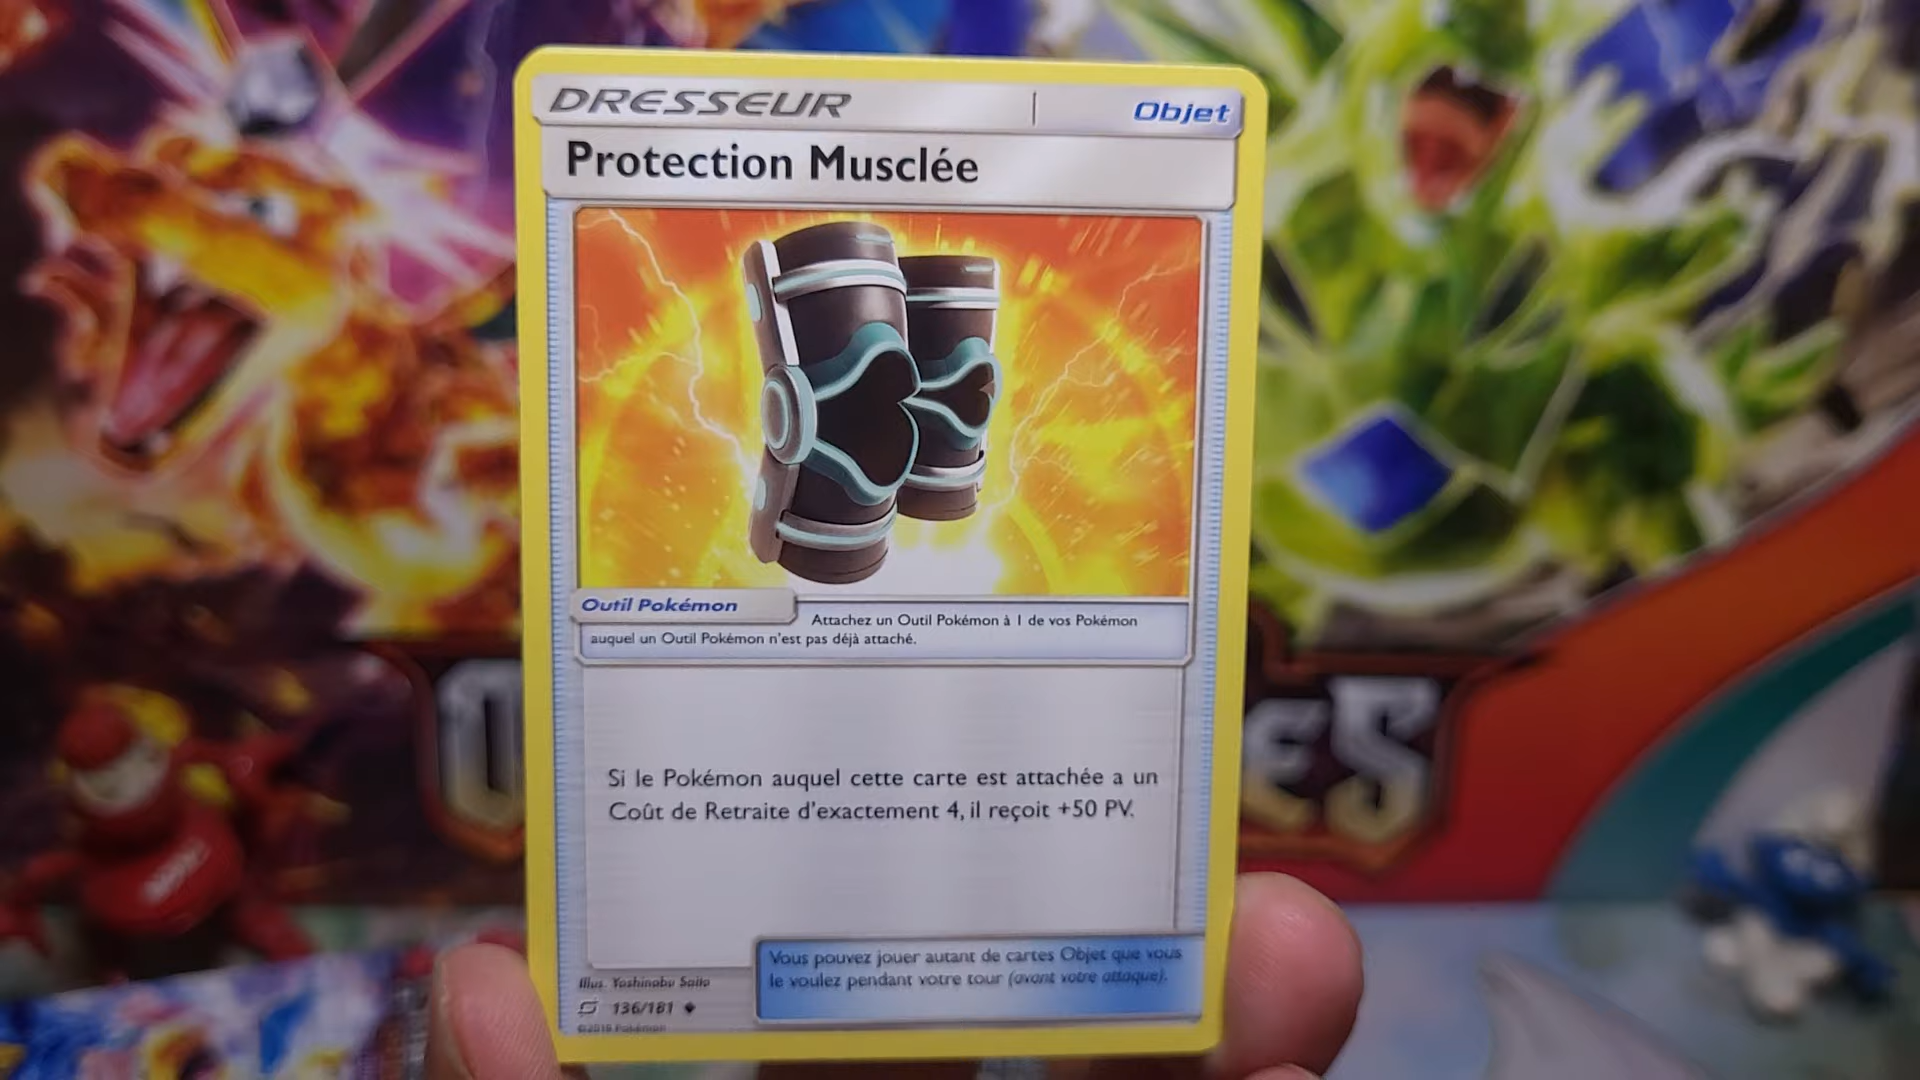 DRESSEUR
Objet
Protection Musclée
Outil Pokémon
Attachez un Outil Pokémon à 1 de vos Pokémon
auquel un Outil Pokémon n'est pas déjà attaché.
Si le Pokémon auquel cette carte est attachée a un
Coût de Retraite d'exactement 4, il reçoit +50 PV.
Vous pouvez jouer autant de cartes Objet que vous
le voulez pendant votre tour (avant votre attaque).
Illus. Yoshinobu Saito
136/181
©2019 Pokémon